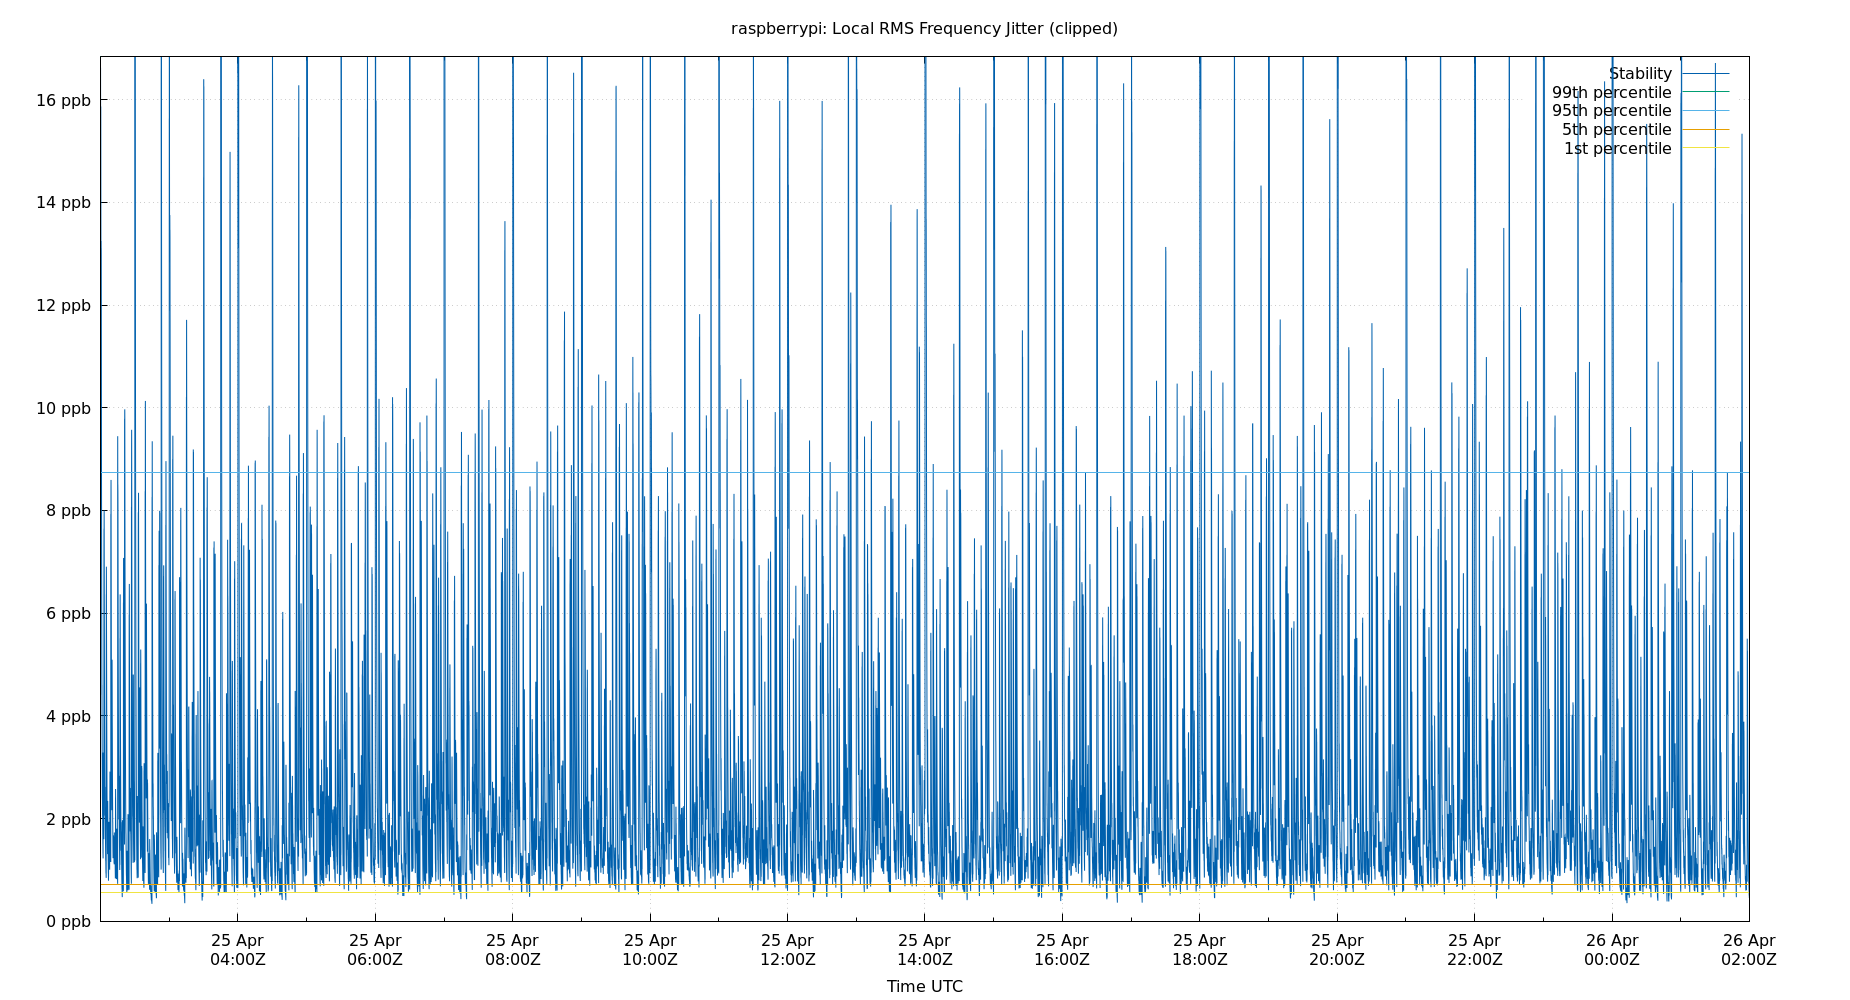 raspberrypi: Local RMS Frequency Jitter (clipped)
Stability
99th percentile
95th percentile
5th percentile
1st percentile
16 ppb
14 ppb
12 ppb
10 ppb
8 ppb
6 ppb
4 ppb
2 ppb
0 ppb
25 Apr 25 Apr 25 Apr 25 Apr 25 Apr 25 Apr 25 Apr 25 Apr 25 Apr 25 Apr 26 Apr 26 Apr
04:00Z 06:00Z 08:00Z 10:00Z 12:00Z 14:00Z 16:00Z 18:00Z 20:00Z 22:00Z 00:00Z 02:00Z
Time UTC